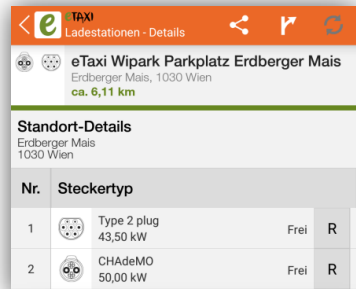 eTAXI
Ladestationen - Details
eTaxi Wipark Parkplatz Erdberger Mais
Erdberger Mais, 1030 Wien
ca. 6,11 km
Standort-Details
Erdberger Mais
1030 Wien
Nr. Steckertyp
1 Type 2 plug Frei R
43,50 kW
2 CHAdeMO Frei R
50,00 kW